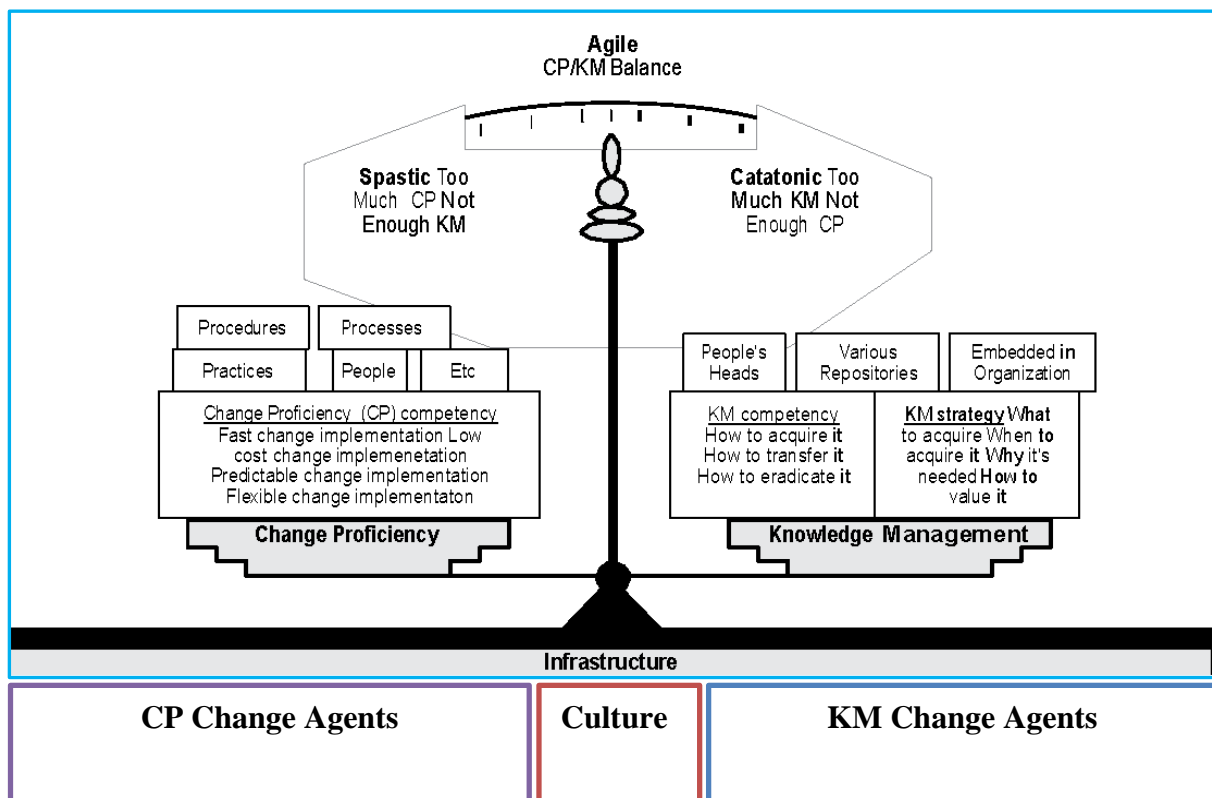 Agile
CP/KM Balance
Spastic Too
Much CP Not
Enough KM
Catatonic Too
Much KM Not
Enough CP
Procedures
Processes
Practices
People
Etc
Change Proficiency (CP) competency
Fast change implementation Low
cost change implemenetation
Predictable change implementation
Flexible change implementaton
Change Proficiency
People's
Heads
Various
Repositories
Embedded in
Organization
KM competency
How to acquire it
How to transfer it
How to eradicate it
KM strategy What
to acquire When to
acquire it Why it's
needed How to
value it
Knowledge Management
Infrastructure
CP Change Agents
Culture
KM Change Agents